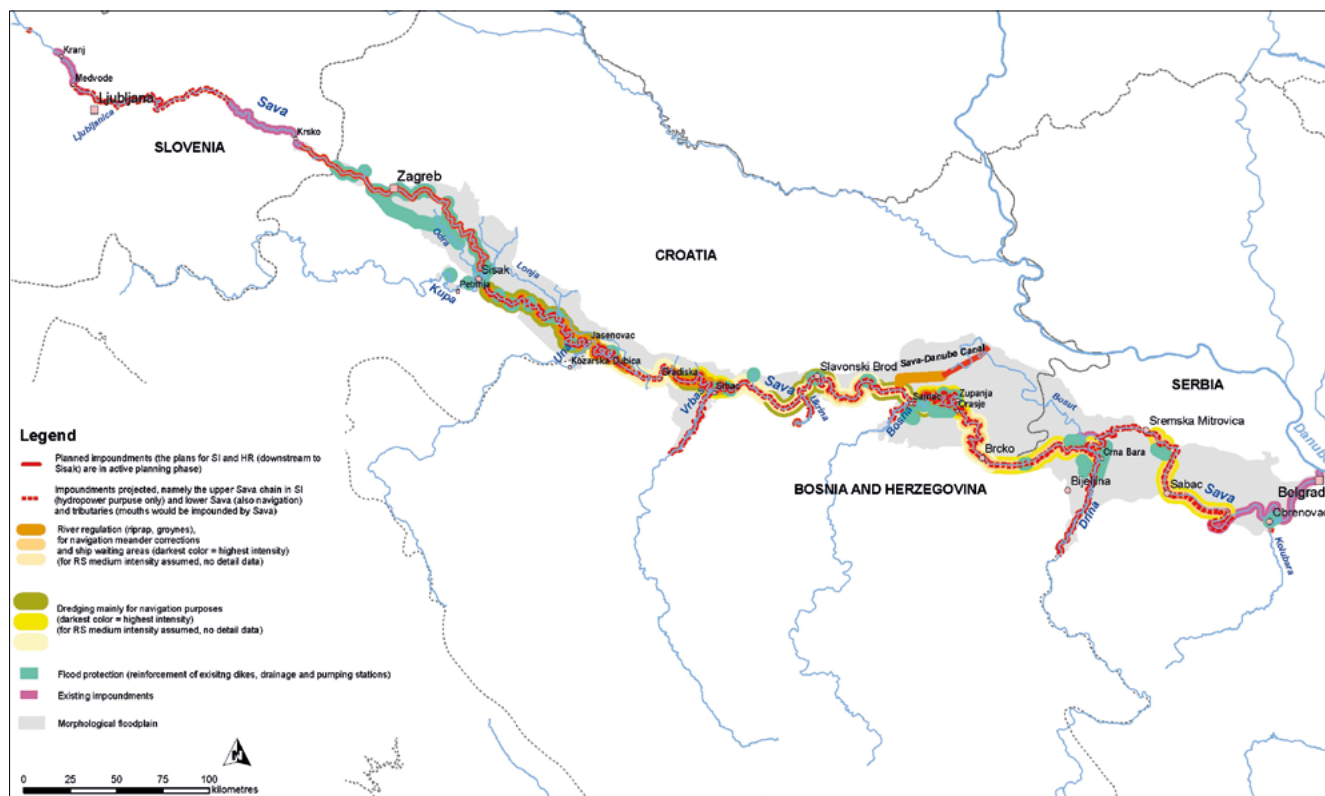 Kranj
Medvode
Ljubljana
Ljubljanica
Sava
Krsko
SLOVENIA
Zagreb
Odra
CROATIA
Sisak
Lonja
Petrinja
Kupa
Jasenovac
Una
Kozarska Dubica
Gradiska
Srbac
Vrbas
Sava
Ukrina
Slavonski Brod
Sava-Danube Canal
Samac
Zupanja
Orasje
Bosna
Brcko
SERBIA
Bosut
Sremska Mitrovica
Crna Bara
Bijeljina
Drina
Sabac
Sava
Danube
Belgrad
Obrenovac
Kolubara
BOSNIA AND HERZEGOVINA
Legend
Planned impoundments (the plans for SI and HR (downstream to
Sisak) are in active planning phase)
Impoundments projected, namely the upper Sava chain in SI
(hydropower purpuse only) and lower Sava (also navigation)
and tributaries (mouths would be impounded by Sava)
River regulation (riprap, groynes),
for navigation meander corrections
and ship waiting areas (darkest color = highest intensity)
(for RS medium intensity assumed, no detail data)
Dredging mainly for navigation purposes
(darkest color = highest intensity)
(for RS medium intensity assumed, no detail data)
Flood protection (reinforcement of exisitng dikes, drainage and pumping stations)
Existing impoundments
Morphological floodplain
0 25 50 75 100
kilometres